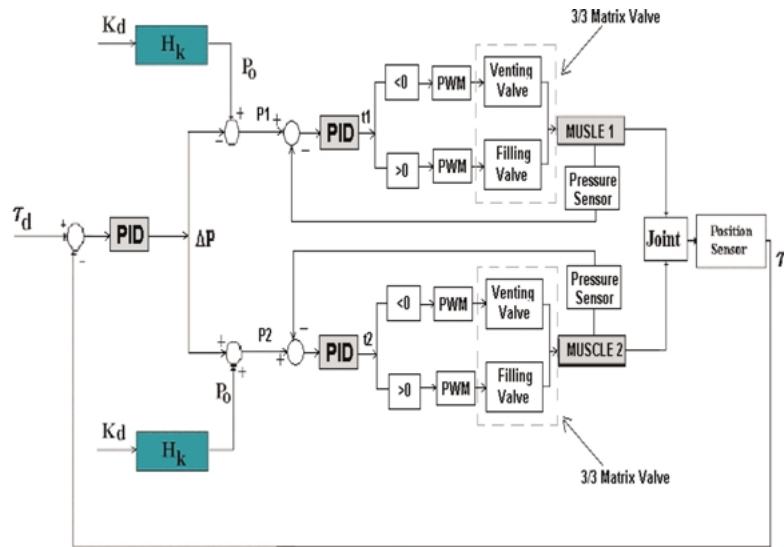 3/3 Matrix Valve
Kd
Hk
Po
+
-
P1
+
-
PID
t1
<0
PWM
Venting
Valve
>0
PWM
Filling
Valve
MUSLE 1
Pressure
Sensor
τd
+
-
PID
ΔP
Joint
Position
Sensor
τ
Pressure
Sensor
+
+
P2
-
+
PID
t2
<0
PWM
Venting
Valve
>0
PWM
Filling
Valve
MUSCLE 2
Po
Kd
Hk
3/3 Matrix Valve